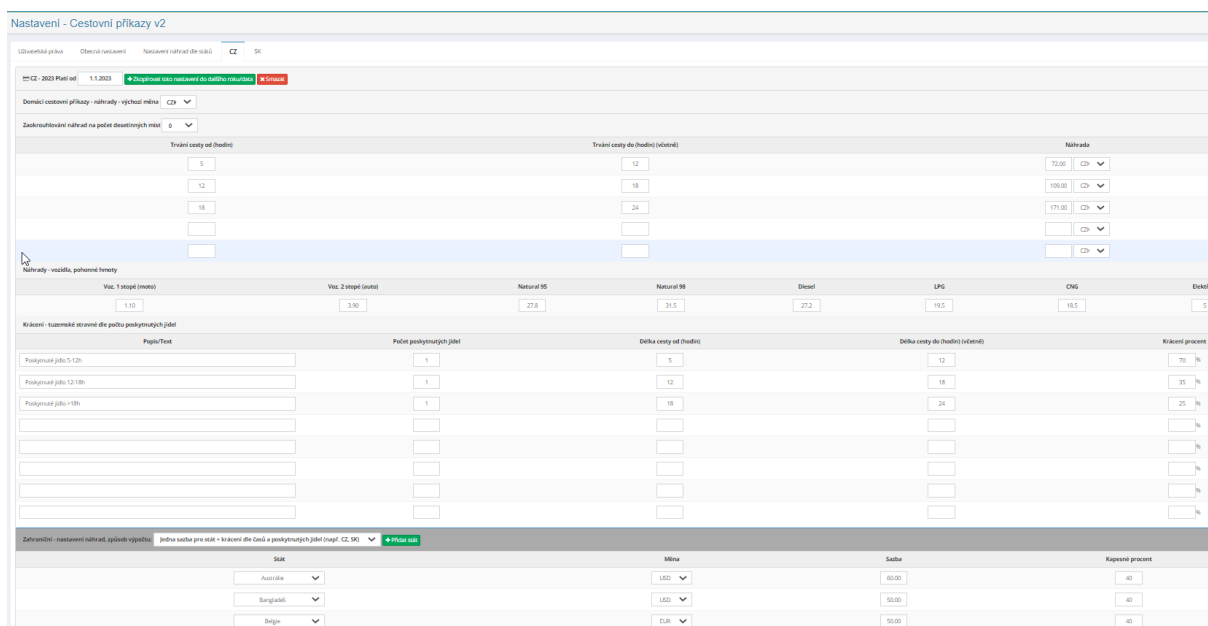 Nastavení - Cestovní příkazy v2
Uživatelská práva Obecná nastavení Nastavení náhrad dle států CZ SK
CZ - 2023 Platí od 1.1.2023 Zkopírovat toto nastavení do dalšího roku/data Smazat
Domácí cestovní příkazy - náhrady - výchozí měna CZK
Zaokrouhlování náhrad na počet desetinných míst 0
Trvání cesty od (hodin) Trvání cesty do (hodin) (včetně) Náhrada
5 12 72.00 CZK
12 18 109.00 CZK
18 24 171.00 CZK
CZK
CZK
Náhrady - vozidla, pohonné hmoty
Voz. 1 stopé (moto) Voz. 2 stopé (auto) Natural 95 Natural 98 Diesel LPG CNG
1.10 3.90 27.8 31.5 27.2 19.5 18.5 5
Krácení - tuzemské stravné dle počtu poskytnutých jídel
Popis/Text Počet poskytnutých jídel Délka cesty od (hodin) Délka cesty do (hodin) (včetně) Krácení procent
Poskytnuté jídlo 5-12h 1 5 12 70 %
Poskytnuté jídlo 12-18h 1 12 18 35 %
Poskytnuté jídlo >18h 1 18 24 25 %
%
%
%
%
%
Zahraniční - nastavení náhrad, způsob výpočtu: Jedna sazba pro stát + krácení dle časů a poskytnutých jídel (např. CZ, SK) Přidat stát
Stát Měna Sazba Kapesné procent
Austrálie USD 60.00 40
Bangladéš USD 50.00 40
Belgie EUR 50.00 40